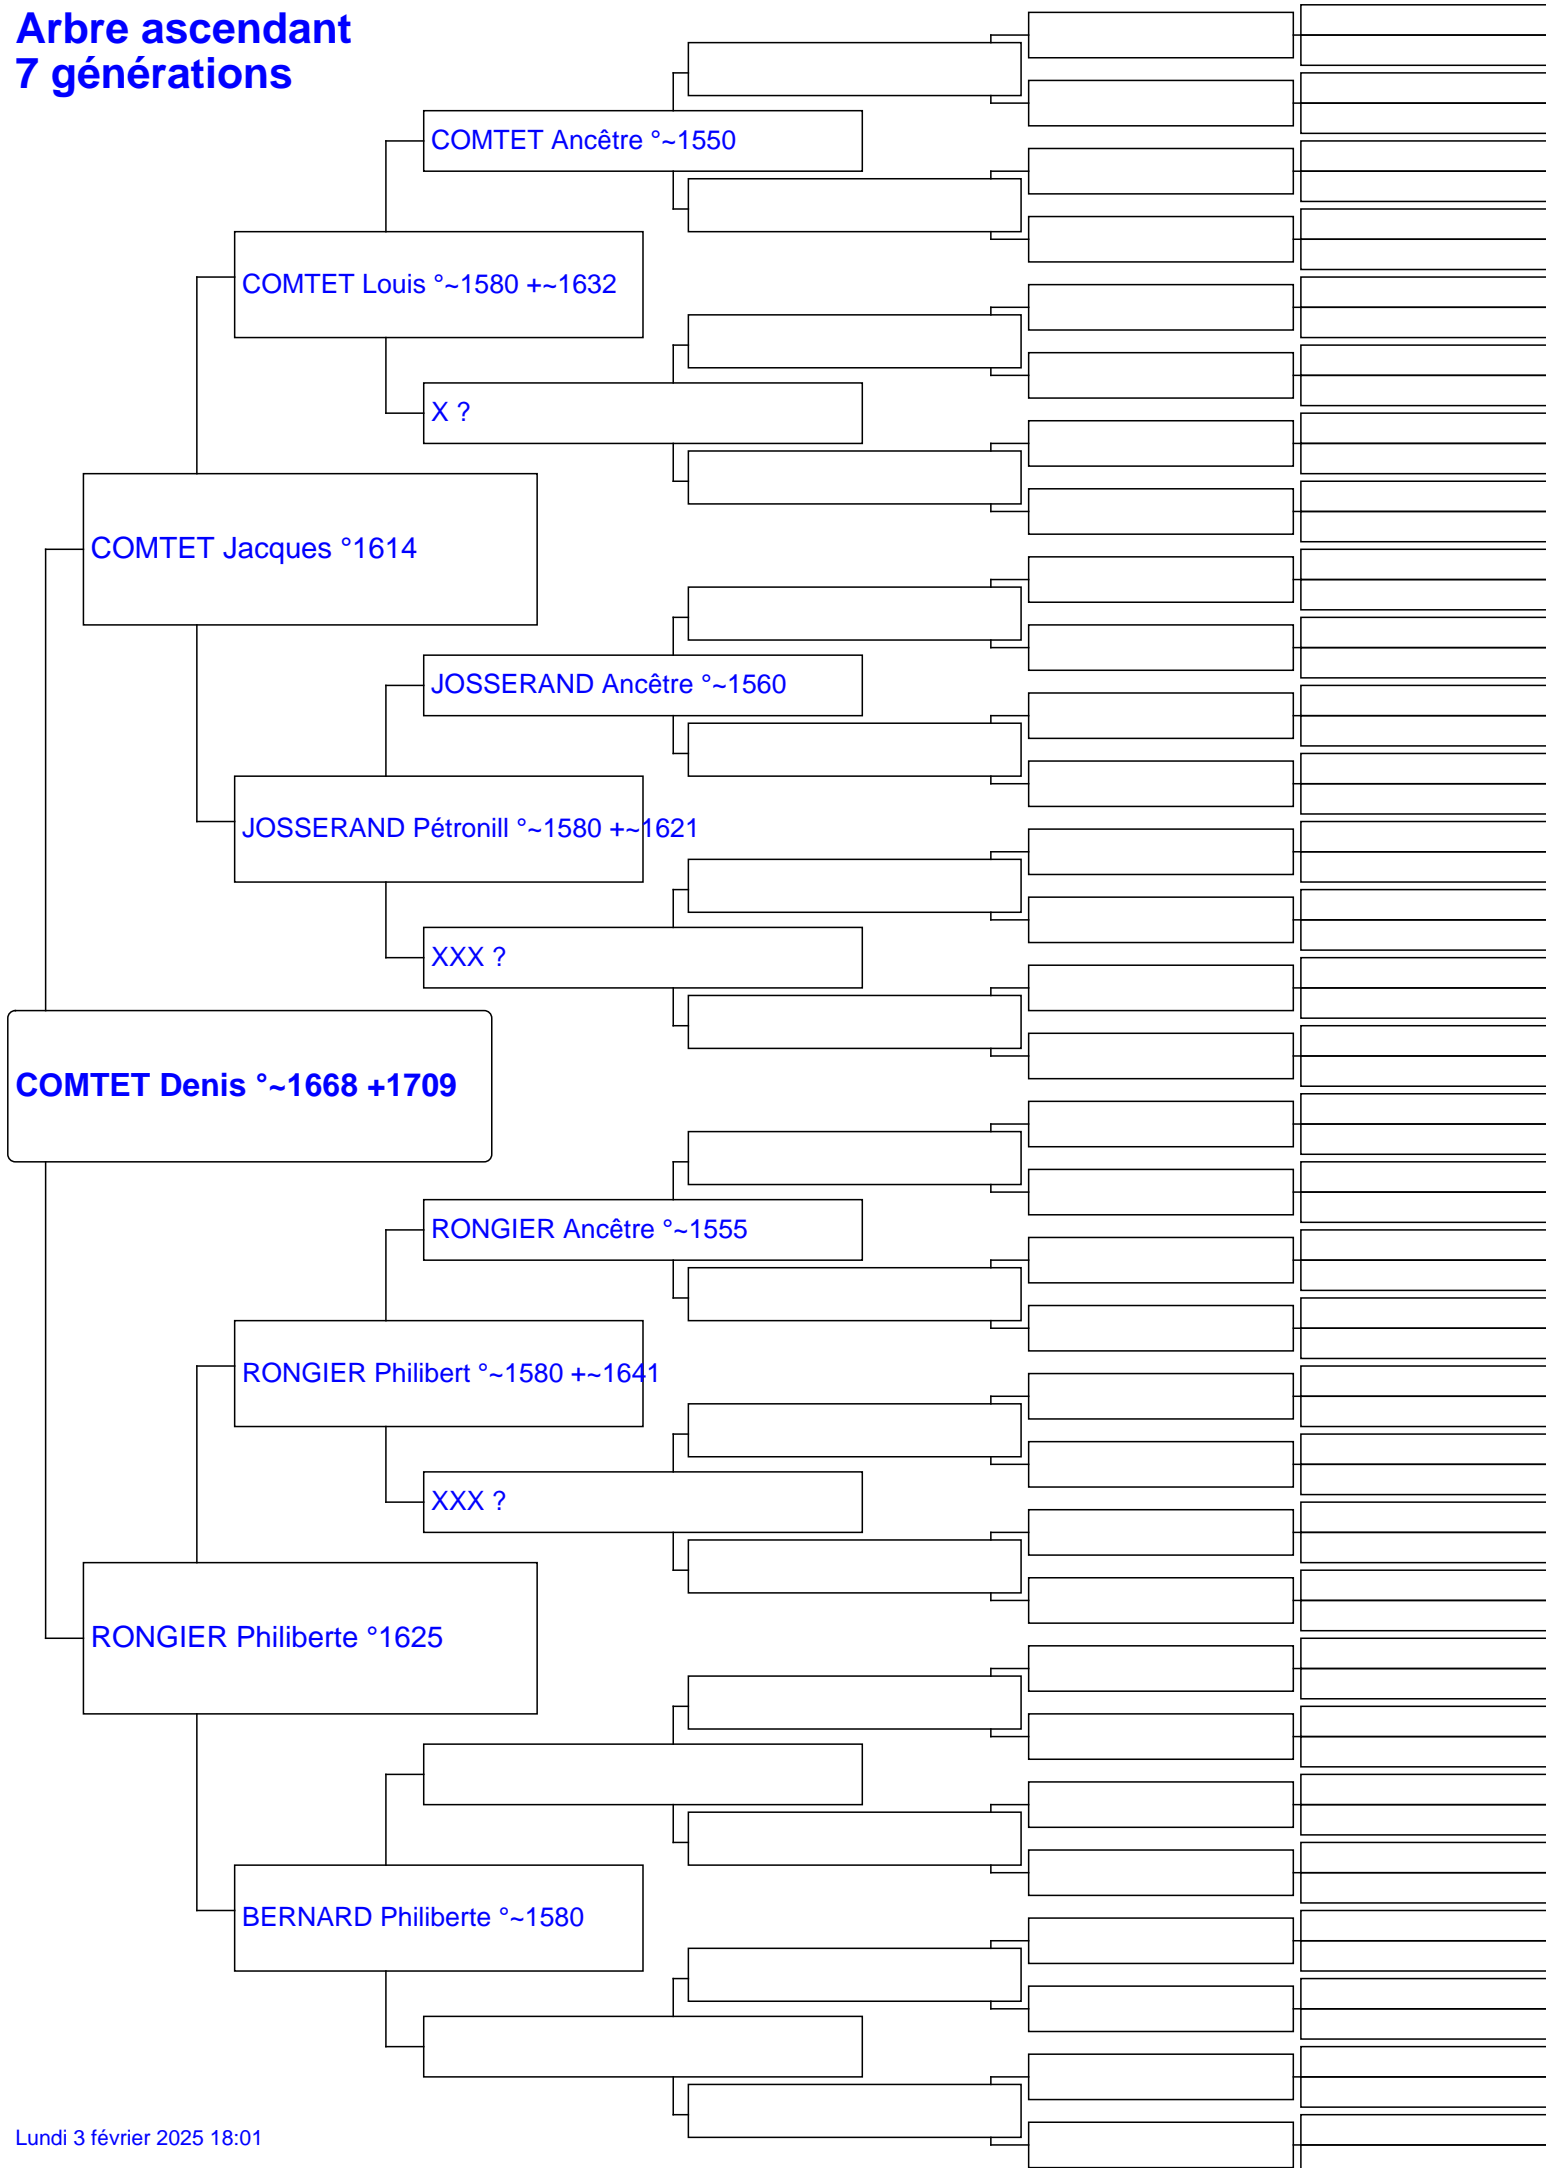 Arbre ascendant
7 générations
COMTET Ancêtre °~1550
COMTET Louis °~1580 +~1632
X ?
COMTET Jacques °1614
JOSSERAND Ancêtre °~1560
JOSSERAND Pétronill °~1580 +~1621
XXX ?
COMTET Denis °~1668 +1709
RONGIER Ancêtre °~1555
RONGIER Philibert °~1580 +~1641
XXX ?
RONGIER Philiberte °1625
BERNARD Philiberte °~1580
Lundi 3 février 2025 18:01